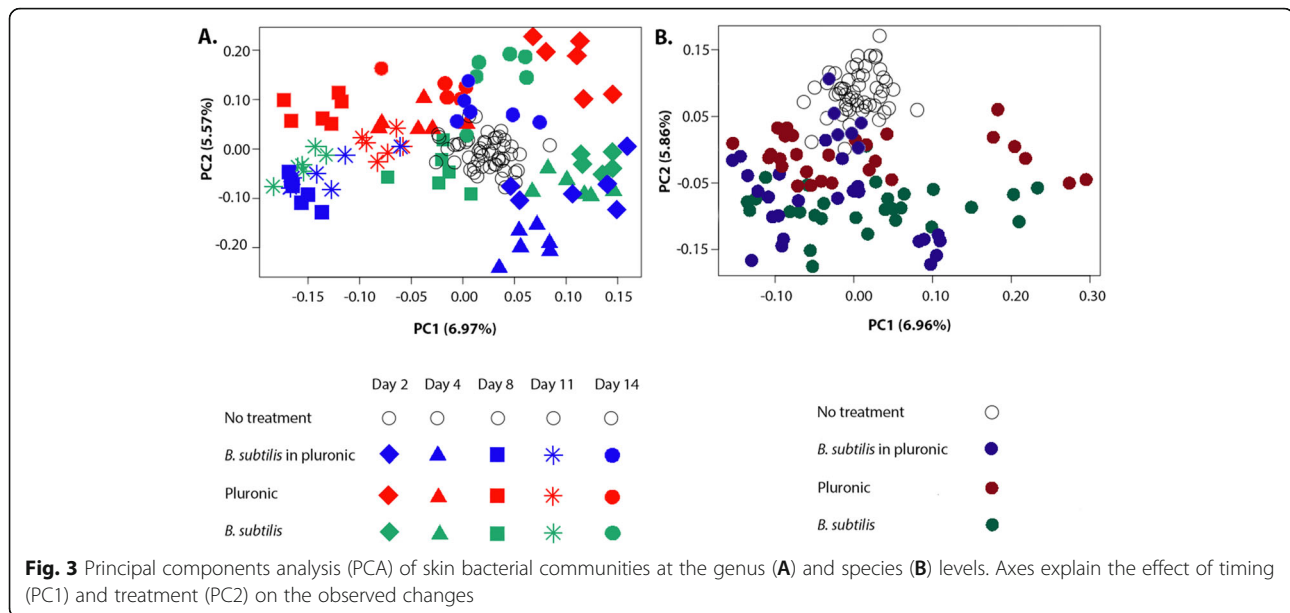 A.
0.20
0.10
0.00
-0.10
-0.20
PC2 (5.57%)
-0.15
-0.10
-0.05
0.00
0.05
0.10
0.15
PC1 (6.97%)
B.
0.15
0.05
-0.05
-0.15
PC2 (5.86%)
-0.10
0.00
0.10
0.20
0.30
PC1 (6.96%)
Day 2 Day 4 Day 8 Day 11 Day 14
No treatment
B. subtilis in pluronic
Pluronic
B. subtilis
No treatment
B. subtilis in pluronic
Pluronic
B. subtilis
Fig. 3 Principal components analysis (PCA) of skin bacterial communities at the genus (A) and species (B) levels. Axes explain the effect of timing
(PC1) and treatment (PC2) on the observed changes